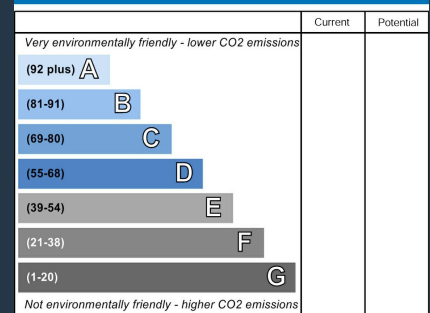 Current Potential
Very environmentally friendly - lower CO2 emissions
(92 plus) A
(81-91) B
(69-80) C
(55-68) D
(39-54) E
(21-38) F
(1-20) G
Not environmentally friendly - higher CO2 emissions